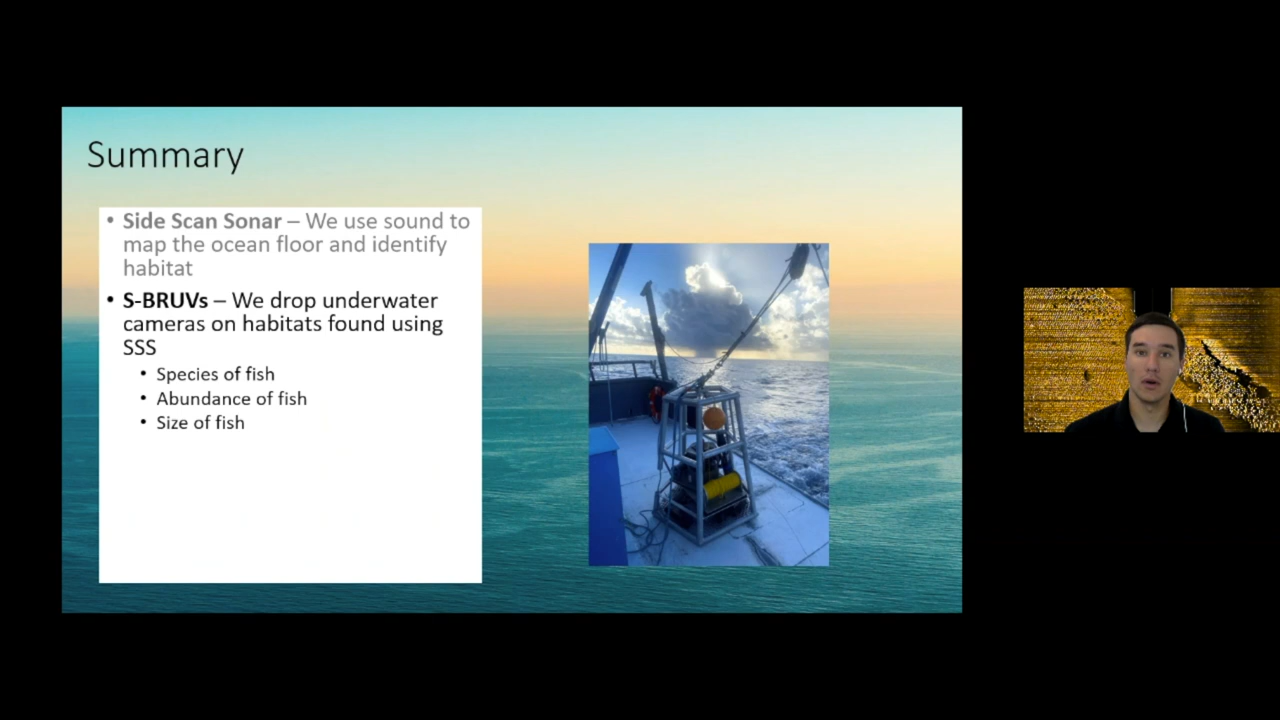 Summary
• Side Scan Sonar – We use sound to
map the ocean floor and identify
habitat
• S-BRUVs – We drop underwater
cameras on habitats found using
SSS
• Species of fish
• Abundance of fish
• Size of fish